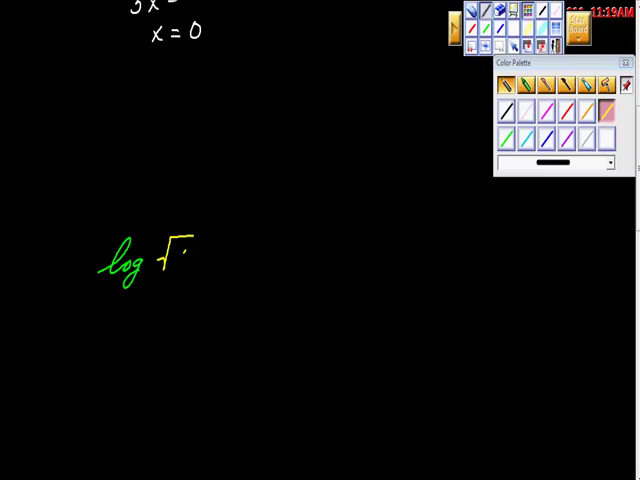 x = 0
11:19AM
Star Board
Color Palette
log √